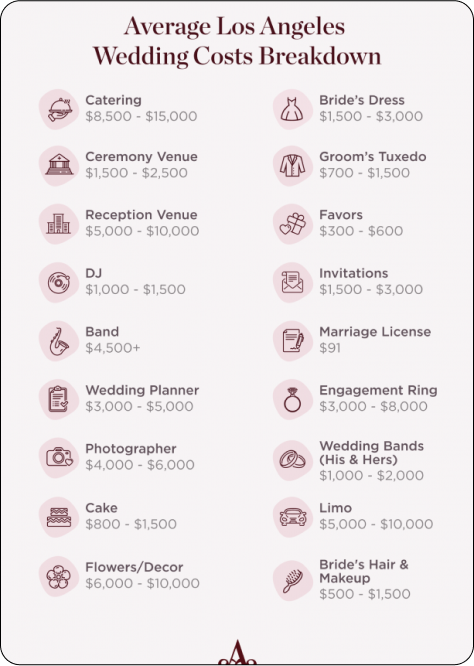 Average Los Angeles
Wedding Costs Breakdown
Catering
$8,500 - $15,000
Ceremony Venue
$1,500 - $2,500
Reception Venue
$5,000 - $10,000
DJ
$1,000 - $1,500
Band
$4,500+
Wedding Planner
$3,000 - $5,000
Photographer
$4,000 - $6,000
Cake
$800 - $1,500
Flowers/Decor
$6,000 - $10,000
Bride's Dress
$1,500 - $3,000
Groom's Tuxedo
$700 - $1,500
Favors
$300 - $600
Invitations
$1,500 - $3,000
Marriage License
$91
Engagement Ring
$3,000 - $8,000
Wedding Bands
(His & Hers)
$1,000 - $2,000
Limo
$5,000 - $10,000
Bride's Hair &
Makeup
$500 - $1,500
A